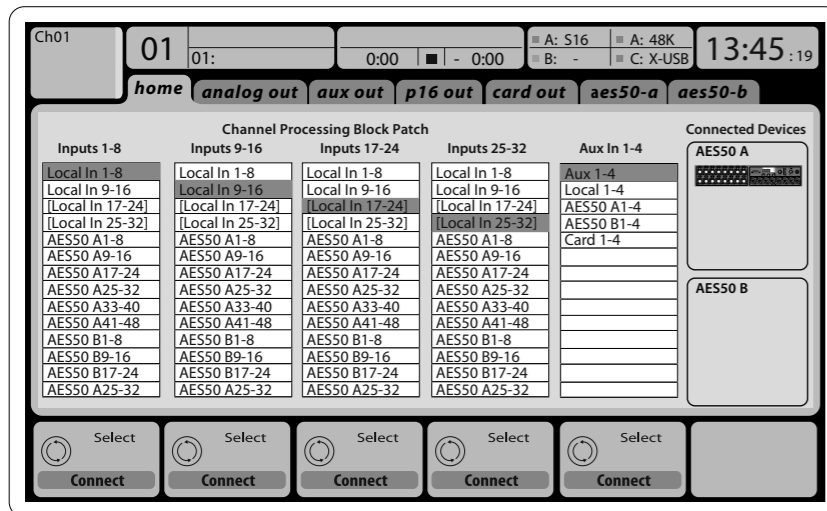 Ch01
01
01:
0:00 - 0:00
A: S16 A: 48K
B: - C: X-USB
13:45:19
home analog out aux out p16 out card out aes50-a aes50-b
Channel Processing Block Patch
Connected Devices
Inputs 1-8 Inputs 9-16 Inputs 17-24 Inputs 25-32 Aux In 1-4
AES50 A
Local In 1-8 Local In 1-8 Local In 1-8 Local In 1-8 Aux 1-4
Local In 9-16 Local In 9-16 Local In 9-16 Local In 9-16 Local 1-4
[Local In 17-24] [Local In 17-24] [Local In 17-24] [Local In 17-24] AES50 A1-4
[Local In 25-32] [Local In 25-32] [Local In 25-32] [Local In 25-32] AES50 B1-4
AES50 A1-8 AES50 A1-8 AES50 A1-8 AES50 A1-8 Card 1-4
AES50 A9-16 AES50 A9-16 AES50 A9-16 AES50 A9-16
AES50 A17-24 AES50 A17-24 AES50 A17-24 AES50 A17-24
AES50 A25-32 AES50 A25-32 AES50 A25-32 AES50 A25-32
AES50 B
AES50 A33-40 AES50 A33-40 AES50 A33-40 AES50 A33-40
AES50 A41-48 AES50 A41-48 AES50 A41-48 AES50 A41-48
AES50 B1-8 AES50 B1-8 AES50 B1-8 AES50 B1-8
AES50 B9-16 AES50 B9-16 AES50 B9-16 AES50 B9-16
AES50 B17-24 AES50 B17-24 AES50 B17-24 AES50 B17-24
AES50 A25-32 AES50 A25-32 AES50 A25-32 AES50 A25-32
Select Select Select Select Select
Connect Connect Connect Connect Connect